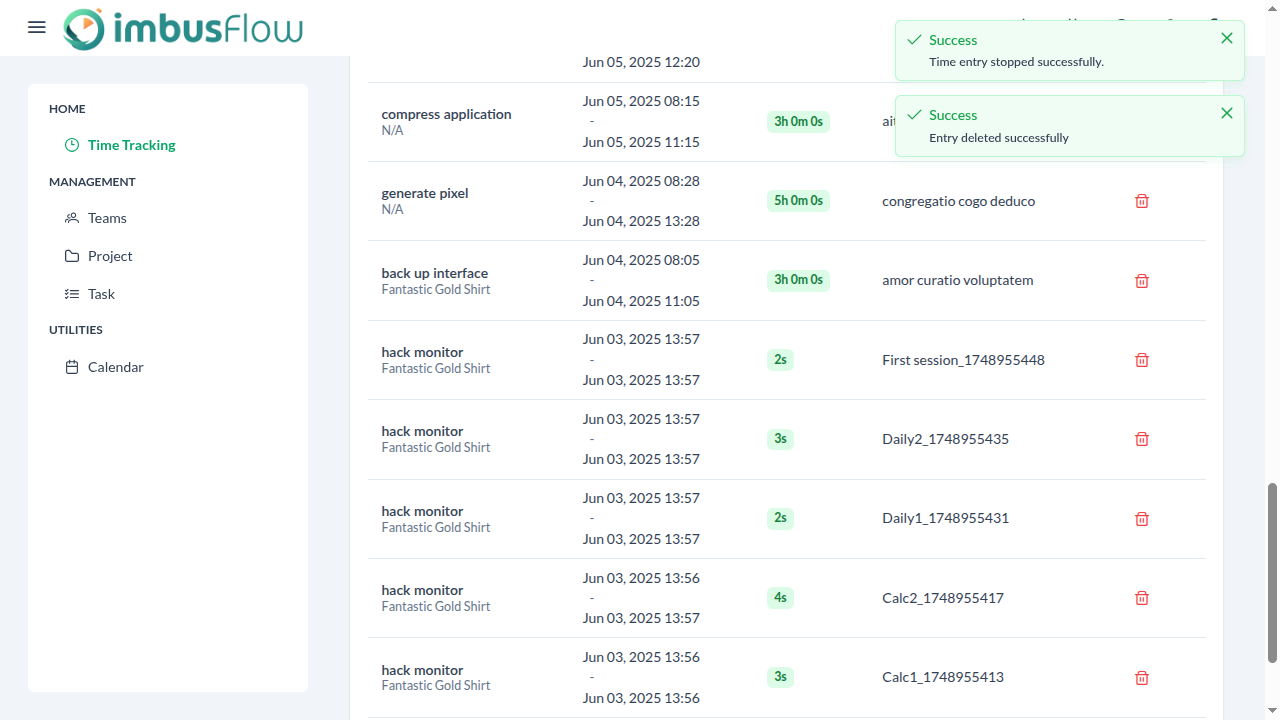 imbusFlow
Success
Time entry stopped successfully.
Success
Entry deleted successfully
HOME
Time Tracking
MANAGEMENT
Teams
Project
Task
UTILITIES
Calendar
Jun 05, 2025 12:20
compress application
N/A
Jun 05, 2025 08:15
-
Jun 05, 2025 11:15
3h 0m 0s
generate pixel
N/A
Jun 04, 2025 08:28
-
Jun 04, 2025 13:28
5h 0m 0s
congregatio cogo deduco
back up interface
Fantastic Gold Shirt
Jun 04, 2025 08:05
-
Jun 04, 2025 11:05
3h 0m 0s
amor curatio voluptatem
hack monitor
Fantastic Gold Shirt
Jun 03, 2025 13:57
-
Jun 03, 2025 13:57
2s
First session_1748955448
hack monitor
Fantastic Gold Shirt
Jun 03, 2025 13:57
-
Jun 03, 2025 13:57
3s
Daily2_1748955435
hack monitor
Fantastic Gold Shirt
Jun 03, 2025 13:57
-
Jun 03, 2025 13:57
2s
Daily1_1748955431
hack monitor
Fantastic Gold Shirt
Jun 03, 2025 13:56
-
Jun 03, 2025 13:57
4s
Calc2_1748955417
hack monitor
Fantastic Gold Shirt
Jun 03, 2025 13:56
-
Jun 03, 2025 13:56
3s
Calc1_1748955413